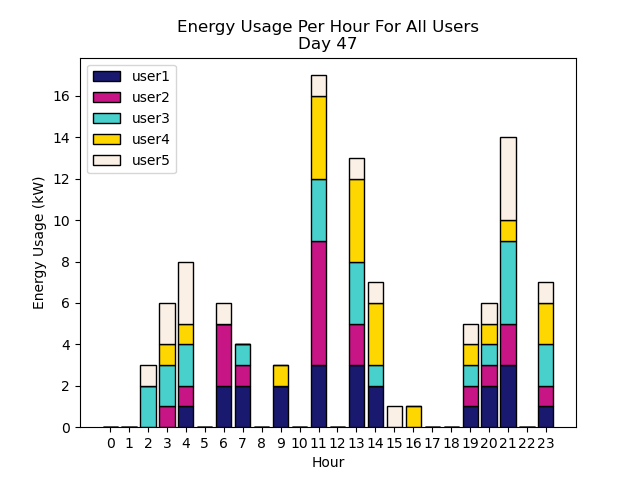 Energy Usage Per Hour For All Users
Day 47
user1
user2
user3
user4
user5
Energy Usage (kW)
16
14
12
10
8
6
4
2
0
0 1 2 3 4 5 6 7 8 9 10 11 12 13 14 15 16 17 18 19 20 21 22 23
Hour